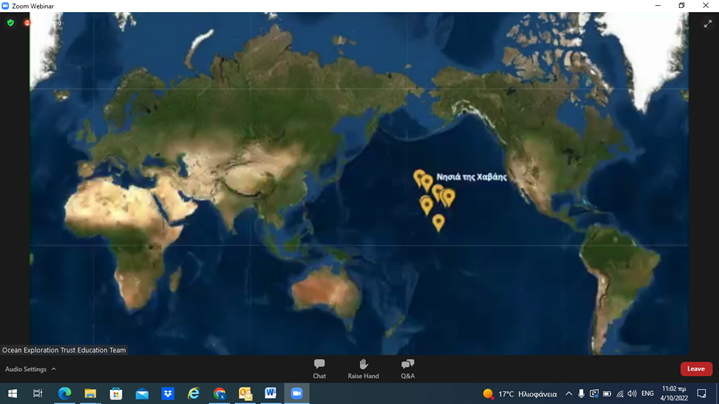 Zoom Webinar
Νησιά της Χαβάης
Ocean Exploration Trust Education Team
Audio Settings
Chat
Raise Hand
Q&A
Leave
17°C Ηλιοφάνεια
ENG
11:02 πμ
4/10/2022